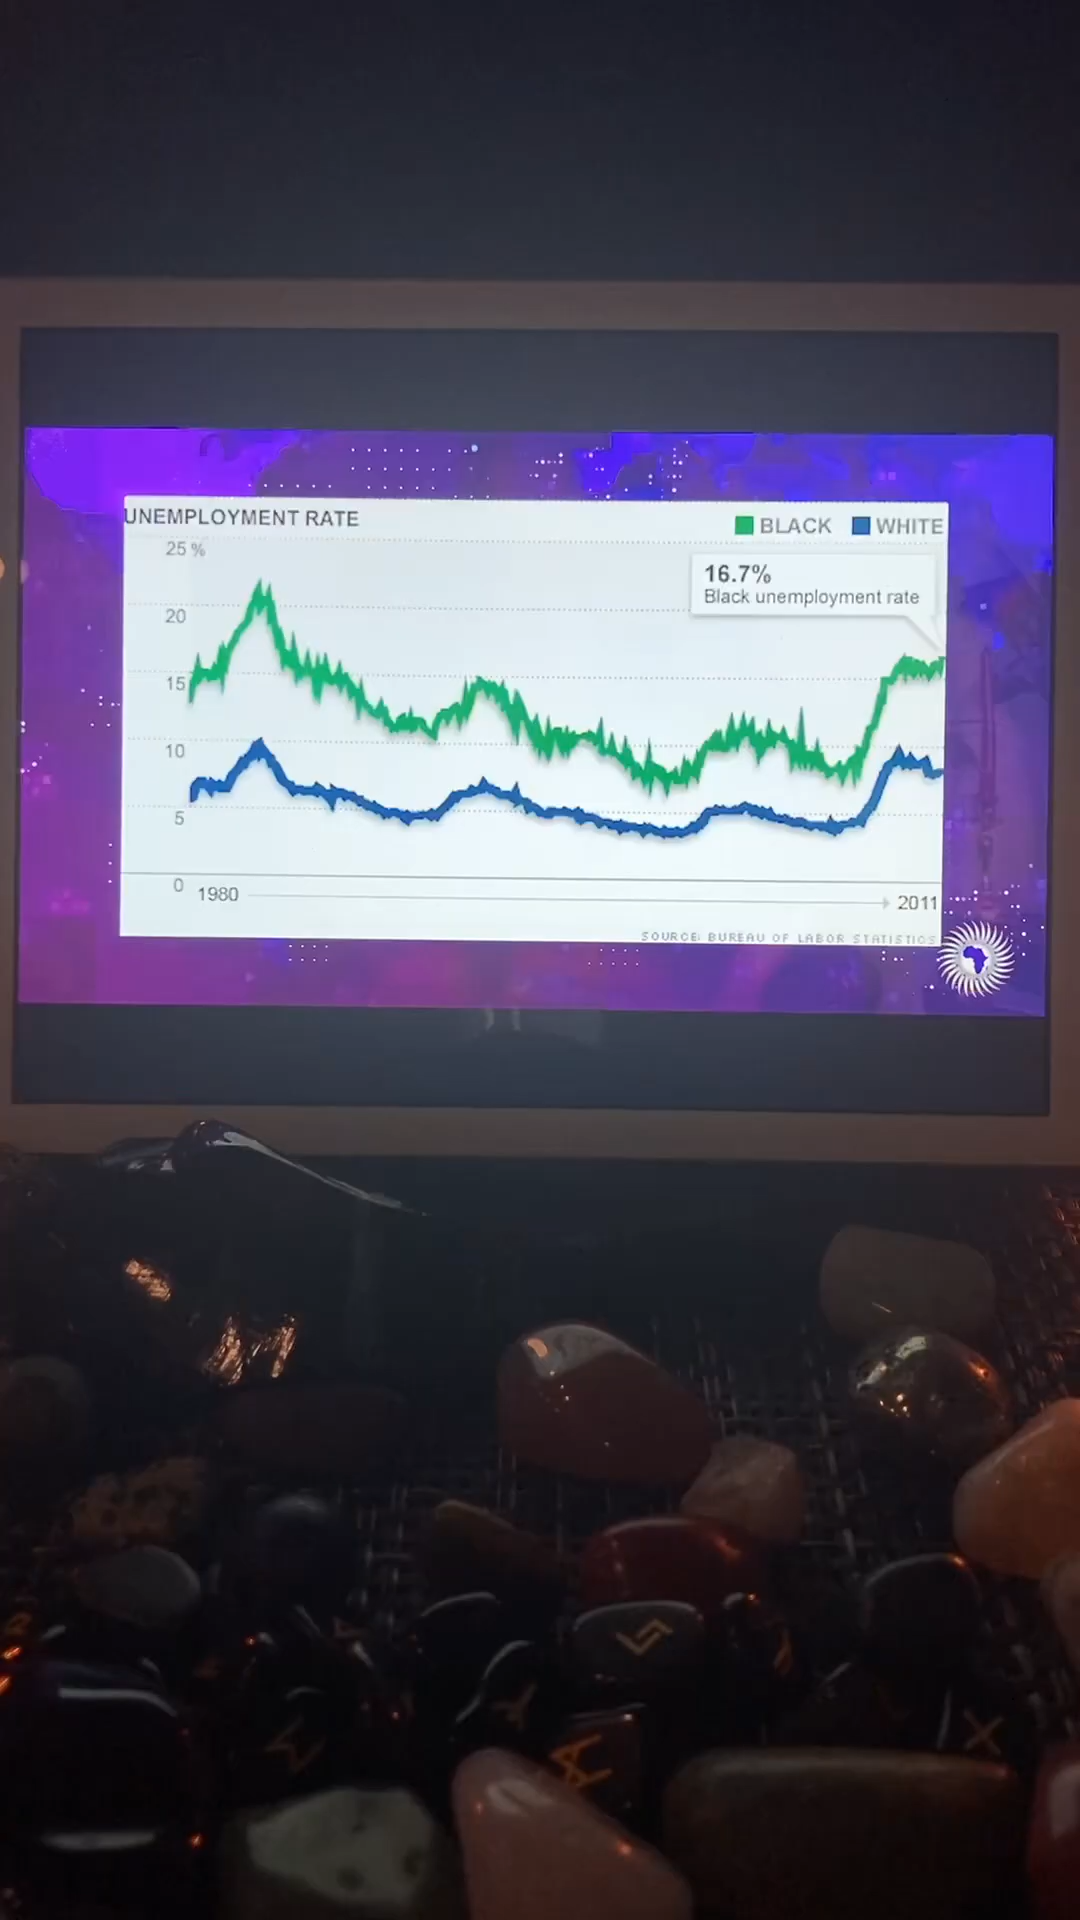 UNEMPLOYMENT RATE
BLACK WHITE
25 %
16.7%
Black unemployment rate
20
15
10
5
0
1980
2011
SOURCE: BUREAU OF LABOR STATISTICS